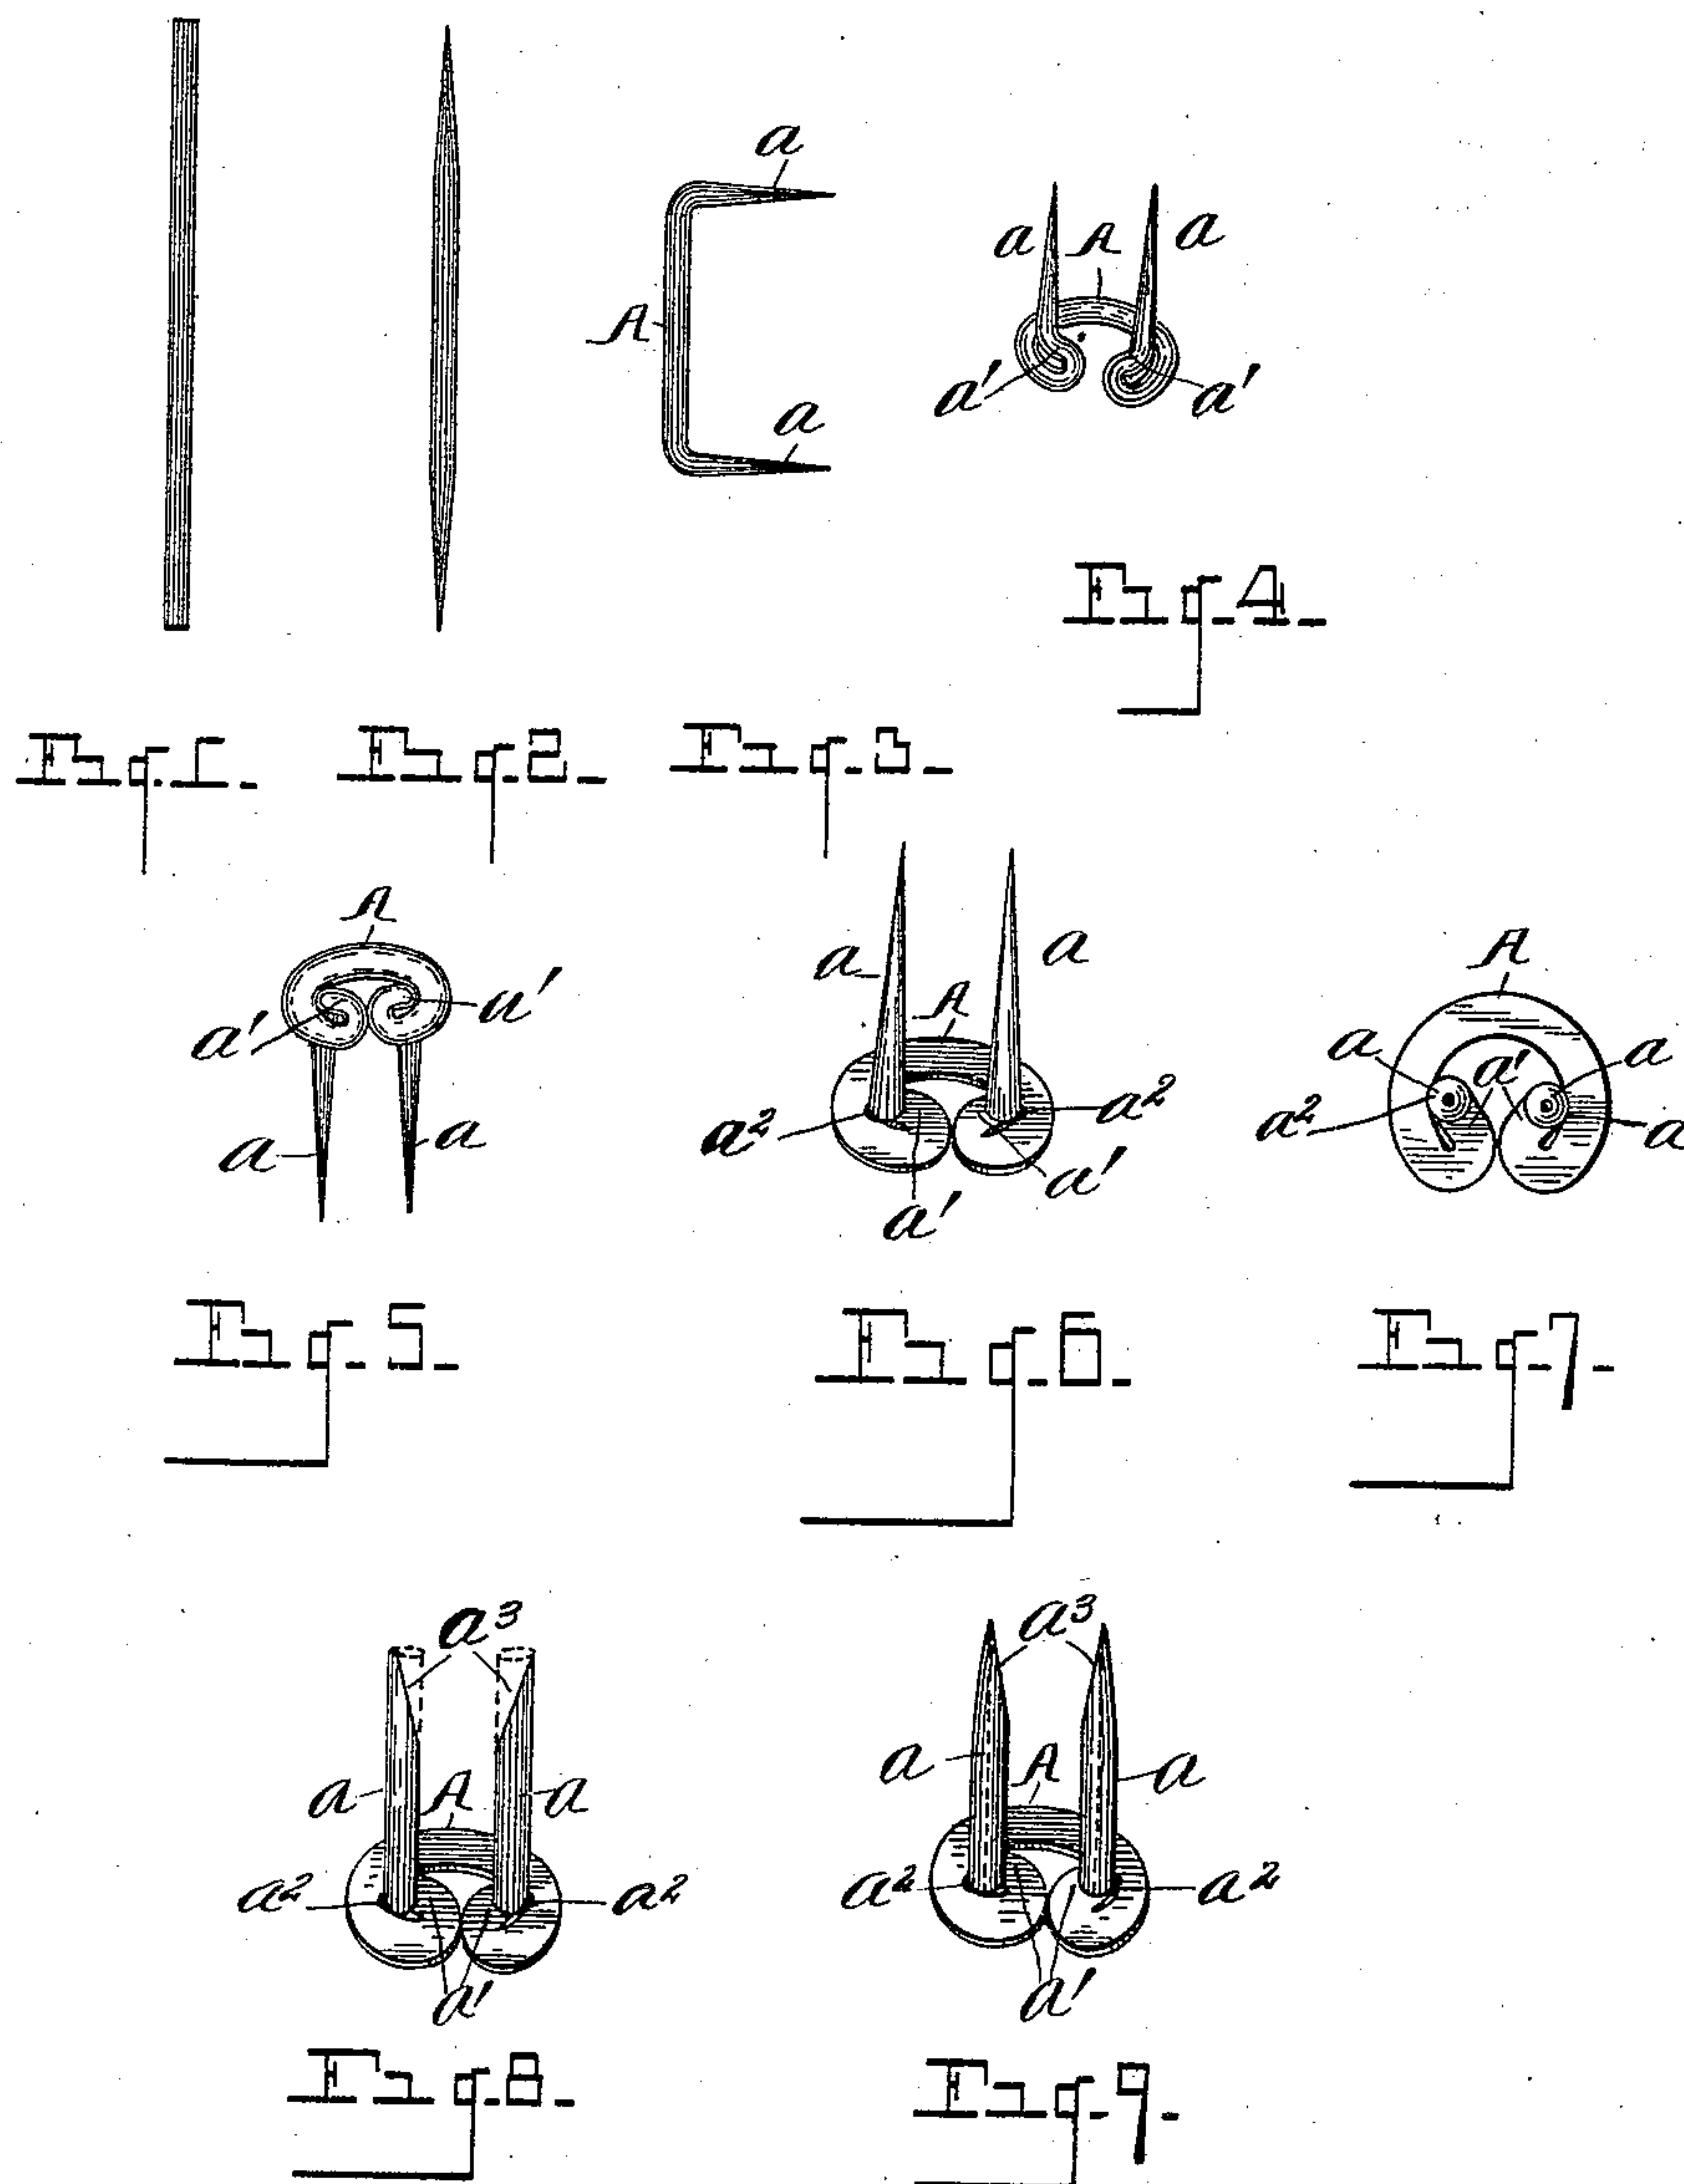 a
a A a
A
a' a'
a
Fig. 4.
Fig. 1. Fig. 2. Fig. 3.
A
a' a'
a a
a a
A
a² a²
a' a'
A
a a' a
a² a
Fig. 5. Fig. 6. Fig. 7.
a³ a³
a A a a A a
a² a² a² a²
a' a'
Fig. 8. Fig. 9.